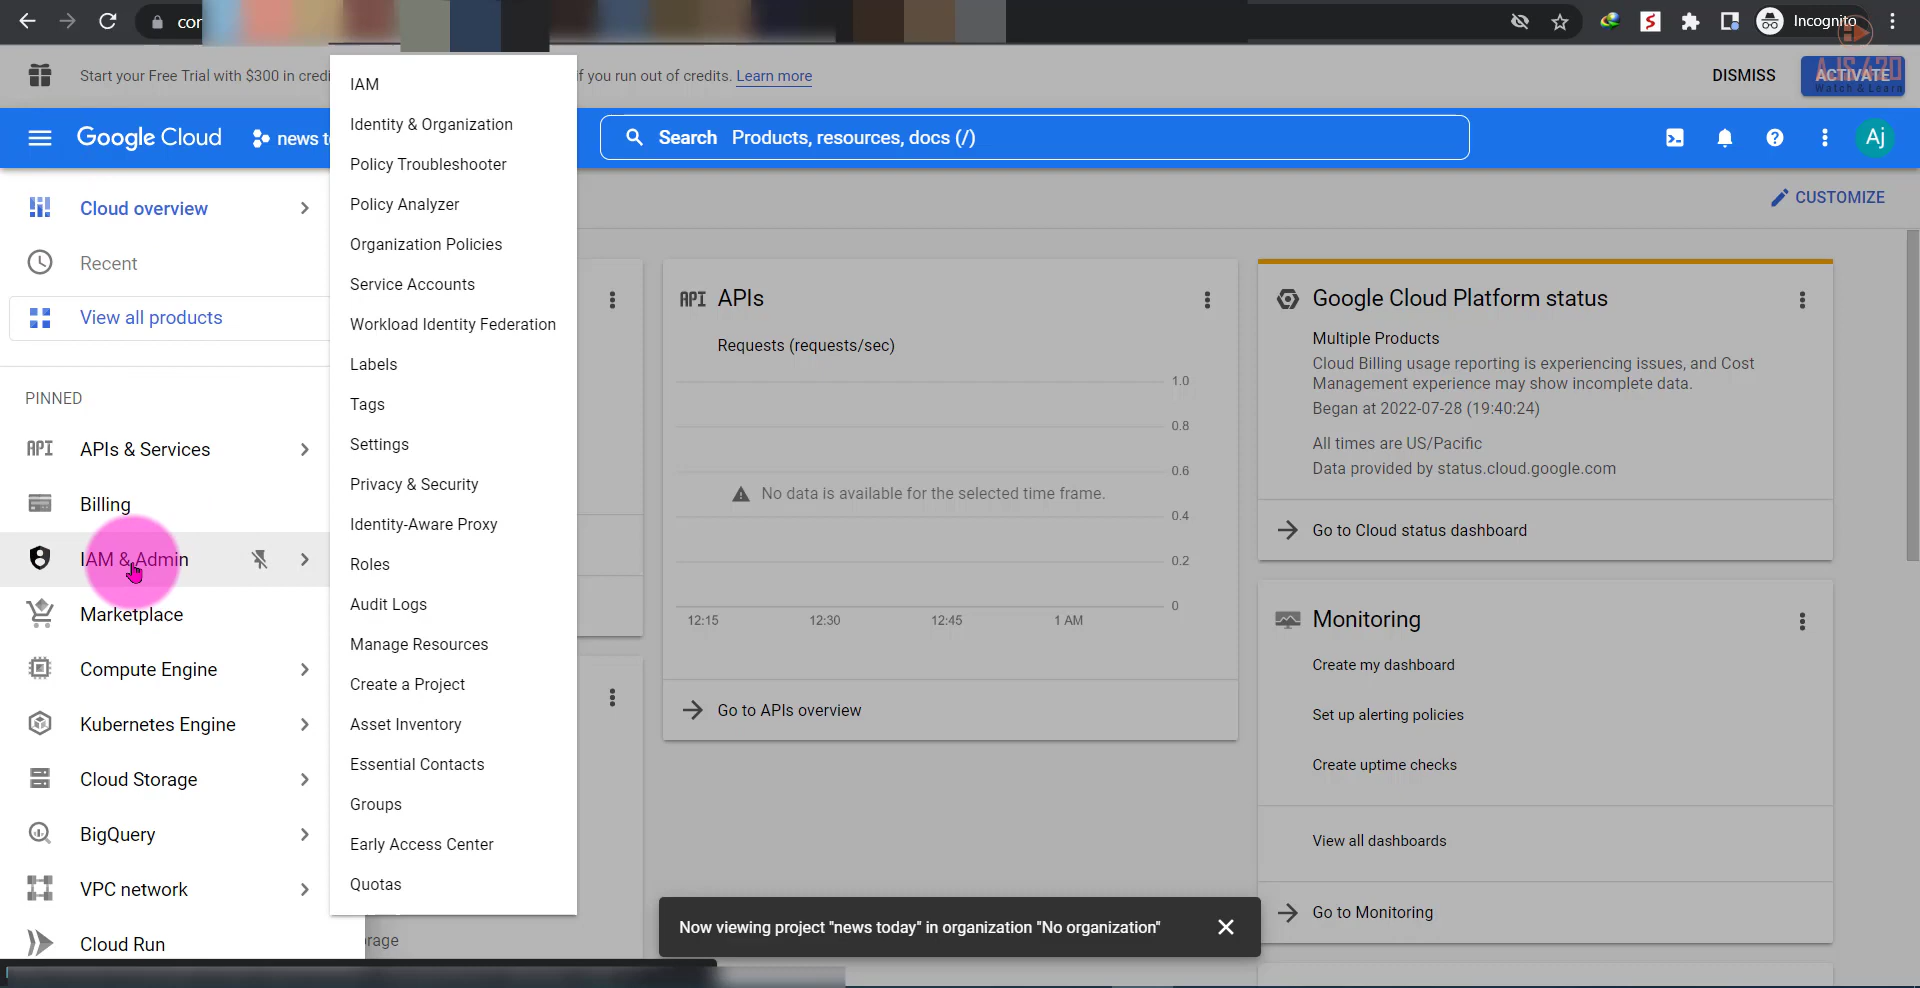 cor
Incognito
Start your Free Trial with $300 in credi
f you run out of credits. Learn more
DISMISS
ACTIVATE
AJS420
Watch & Learn
Google Cloud
news to
Search Products, resources, docs (/)
Aj
Cloud overview
Recent
View all products
PINNED
API
APIs & Services
Billing
IAM & Admin
Marketplace
Compute Engine
Kubernetes Engine
Cloud Storage
BigQuery
VPC network
Cloud Run
IAM
Identity & Organization
Policy Troubleshooter
Policy Analyzer
Organization Policies
Service Accounts
Workload Identity Federation
Labels
Tags
Settings
Privacy & Security
Identity-Aware Proxy
Roles
Audit Logs
Manage Resources
Create a Project
Asset Inventory
Essential Contacts
Groups
Early Access Center
Quotas
rage
CUSTOMIZE
API APIs
Requests (requests/sec)
1.0
0.8
0.6
No data is available for the selected time frame.
0.4
0.2
0
12:15 12:30 12:45 1 AM
Go to APIs overview
Google Cloud Platform status
Multiple Products
Cloud Billing usage reporting is experiencing issues, and Cost
Management experience may show incomplete data.
Began at 2022-07-28 (19:40:24)
All times are US/Pacific
Data provided by status.cloud.google.com
Go to Cloud status dashboard
Monitoring
Create my dashboard
Set up alerting policies
Create uptime checks
View all dashboards
Go to Monitoring
Now viewing project "news today" in organization "No organization"